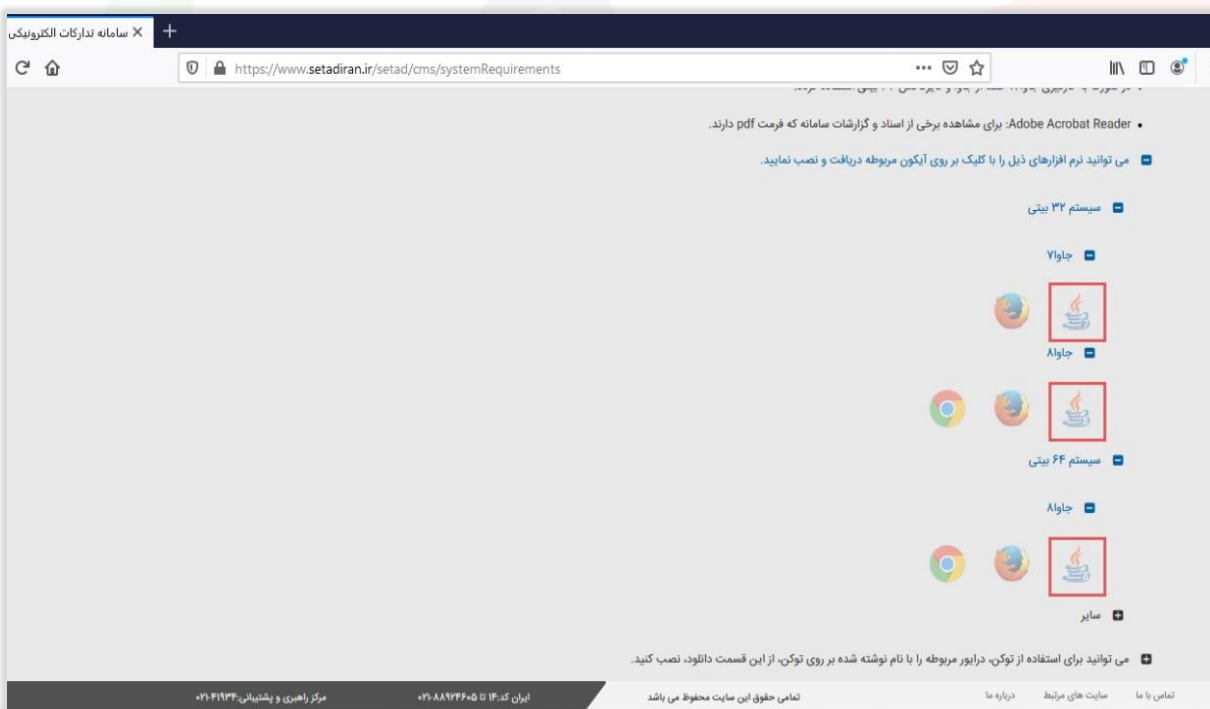 سامانه تدارکات الکترونیکی
https://www.setadiran.ir/setad/cms/systemRequirements
Adobe Acrobat Reader: برای مشاهده برخی از اسناد و گزارشات سامانه که فرمت pdf دارند.
می توانید نرم افزارهای ذیل را با کلیک بر روی آیکون مربوطه دریافت و نصب نمایید.
سیستم ۳۲ بیتی
جاوا۷
جاوا۸
سیستم ۶۴ بیتی
جاوا۸
سایر
می توانید برای استفاده از توکن، درایور مربوطه را با نام نوشته شده بر روی توکن، از این قسمت دانلود، نصب کنید.
تماس با ما سایت های مرتبط درباره ما تمامی حقوق این سایت محفوظ می باشد ایران کد:۱۴ تا ۸۸۹۲۴۶۰۵-۰۲۱ مرکز راهبری و پشتیبانی:۴۱۹۳۴-۰۲۱